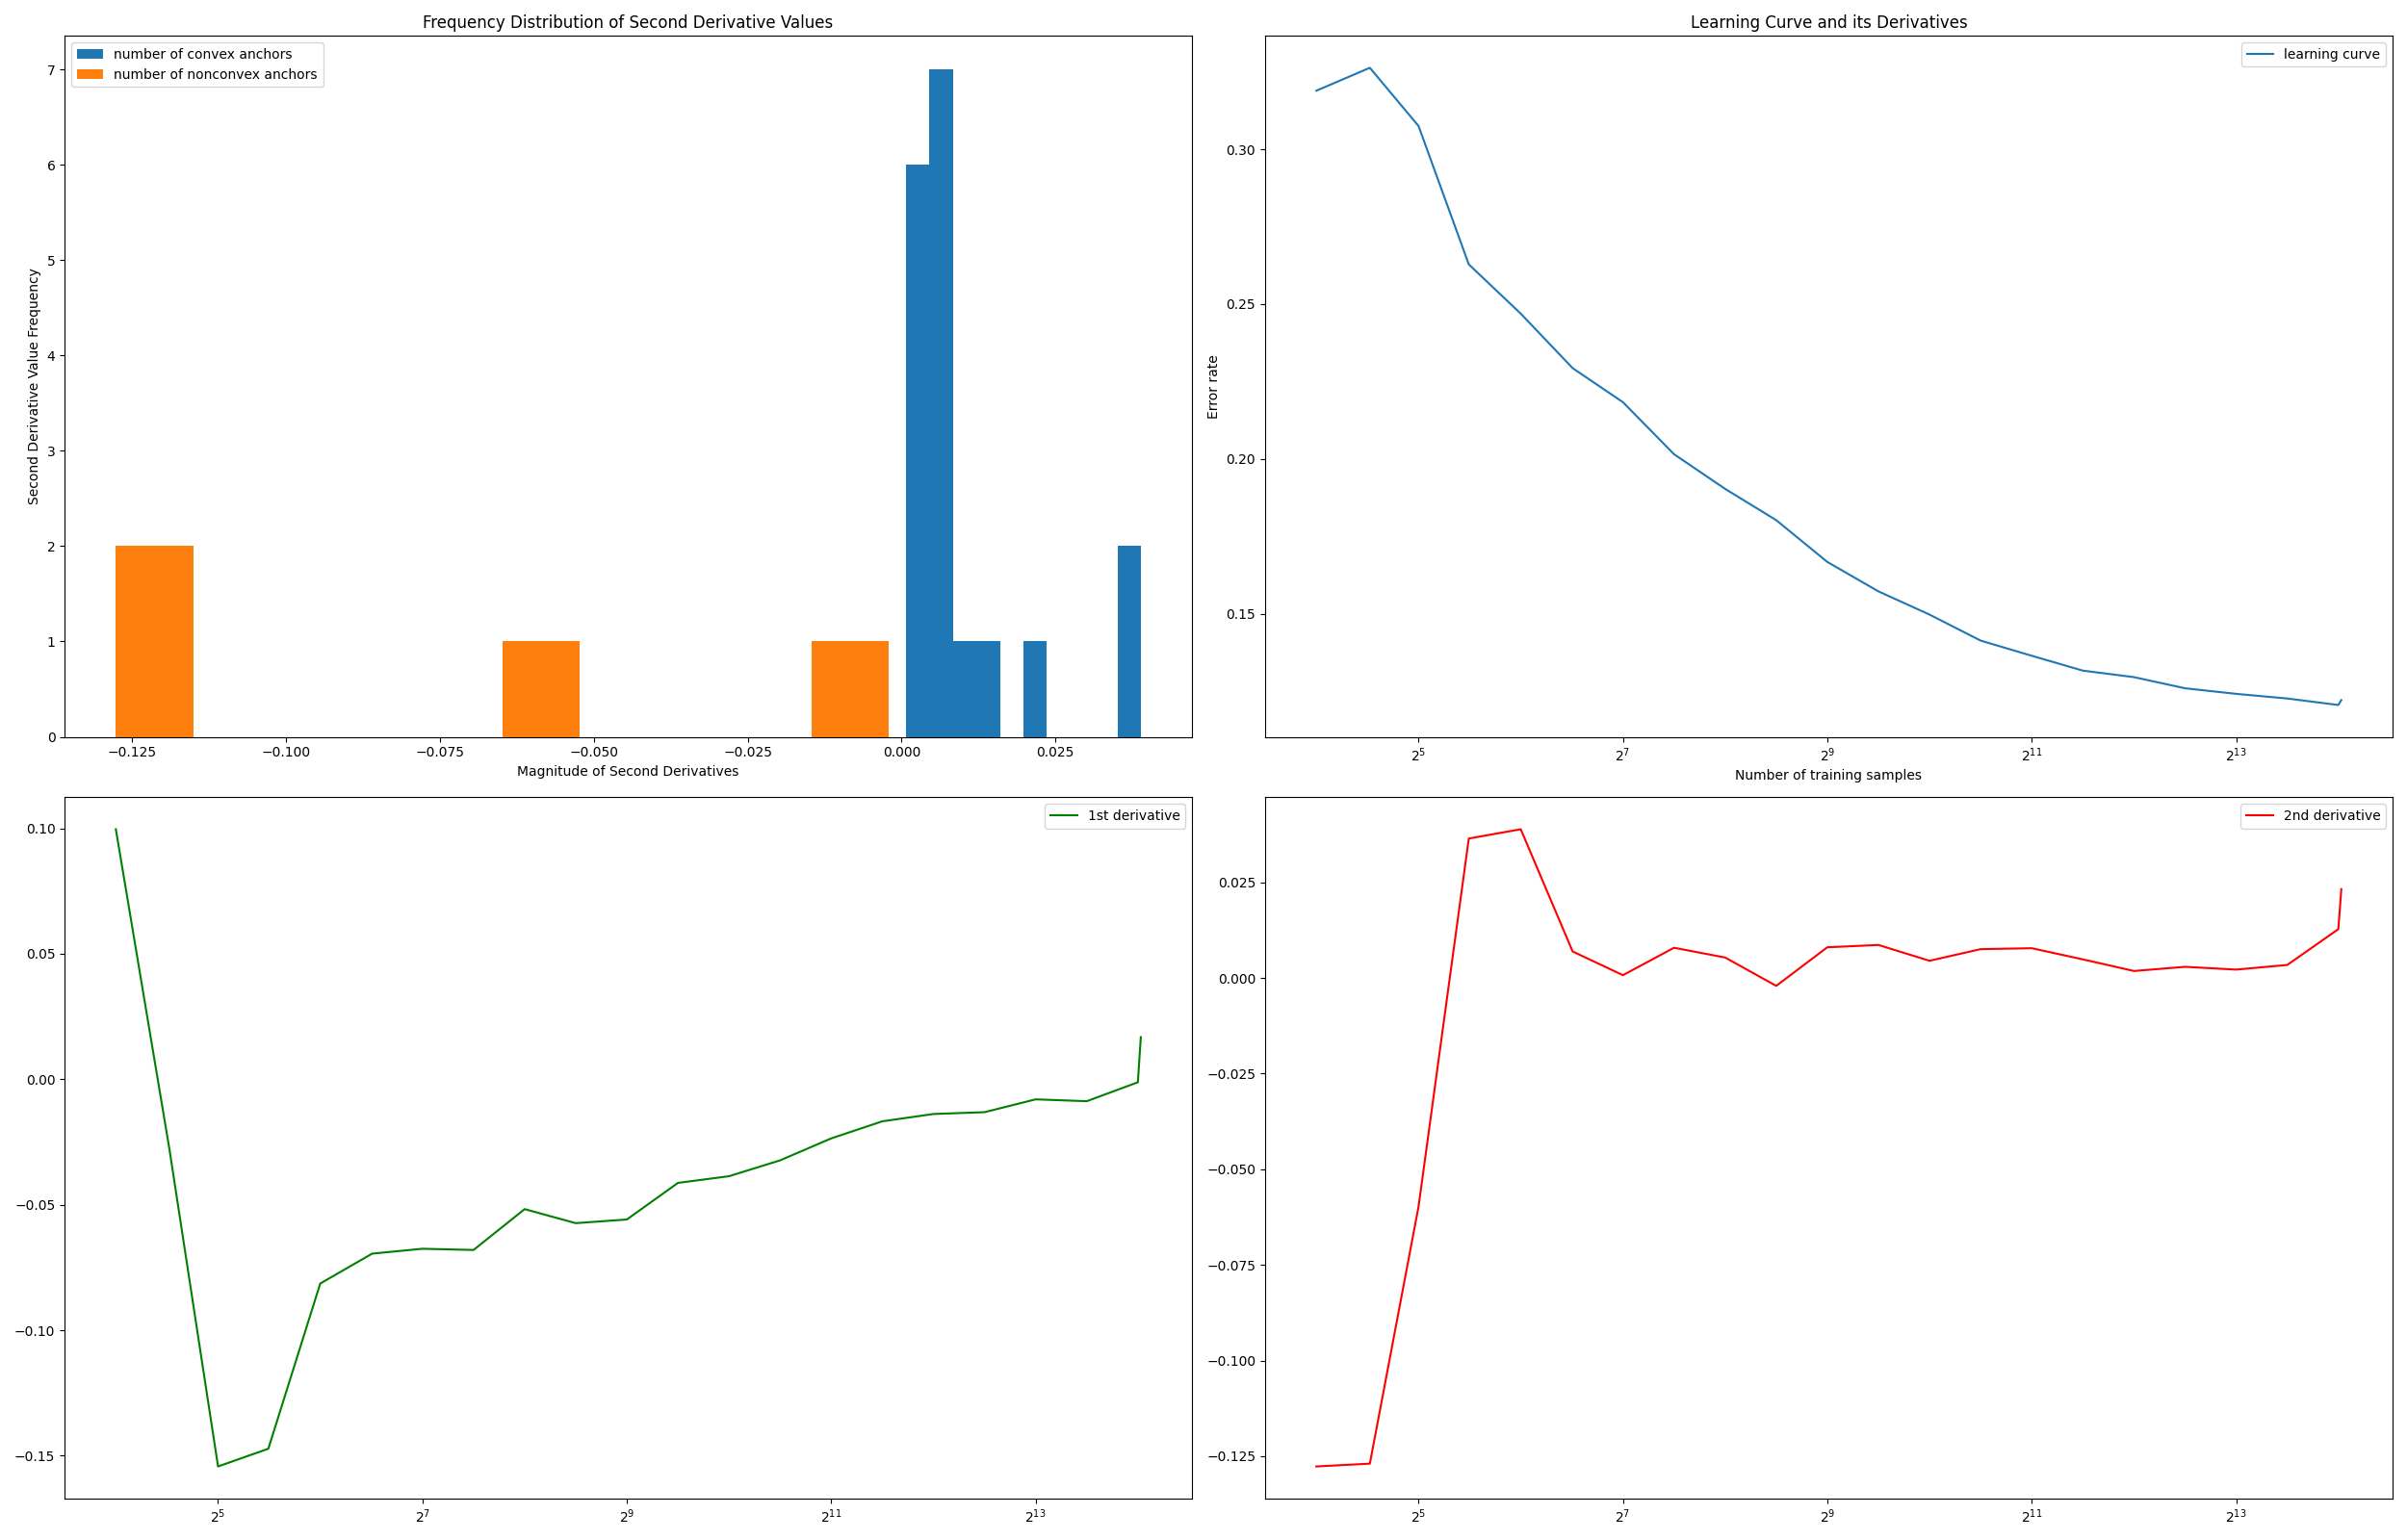 Frequency Distribution of Second Derivative Values
number of convex anchors
number of nonconvex anchors
Second Derivative Value Frequency
7
6
5
4
3
2
1
0
−0.125 −0.100 −0.075 −0.050 −0.025 0.000 0.025
Magnitude of Second Derivatives
Learning Curve and its Derivatives
learning curve
Error rate
0.30
0.25
0.20
0.15
2^5 2^7 2^9 2^11 2^13
Number of training samples
1st derivative
0.10
0.05
0.00
−0.05
−0.10
−0.15
2^5 2^7 2^9 2^11 2^13
2nd derivative
0.025
0.000
−0.025
−0.050
−0.075
−0.100
−0.125
2^5 2^7 2^9 2^11 2^13